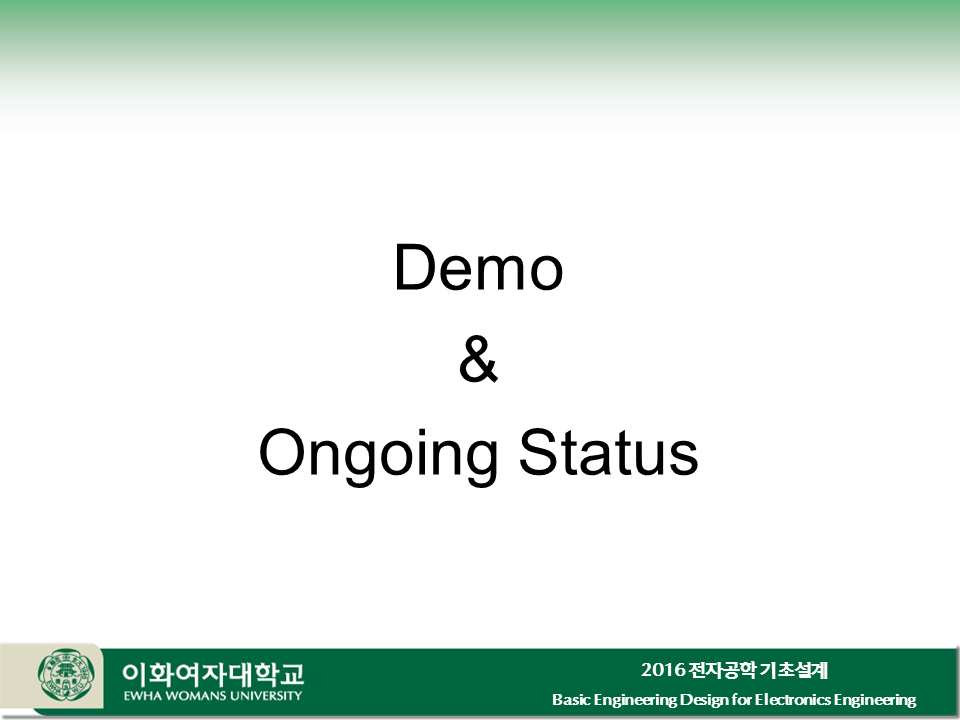 Demo
&
Ongoing Status
이화여자대학교
EWHA WOMANS UNIVERSITY
2016 전자공학 기초설계
Basic Engineering Design for Electronics Engineering